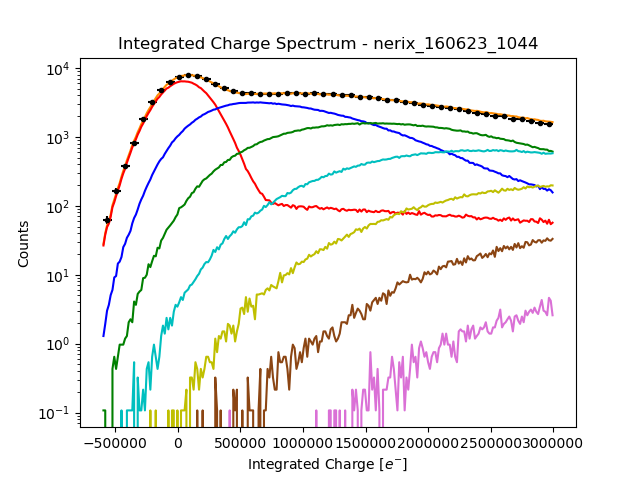 Integrated Charge Spectrum - nerix_160623_1044
Counts
10^4
10^3
10^2
10^1
10^0
10^−1
−500000 0 500000 1000000 1500000 2000000 2500000 3000000
Integrated Charge [e^−]